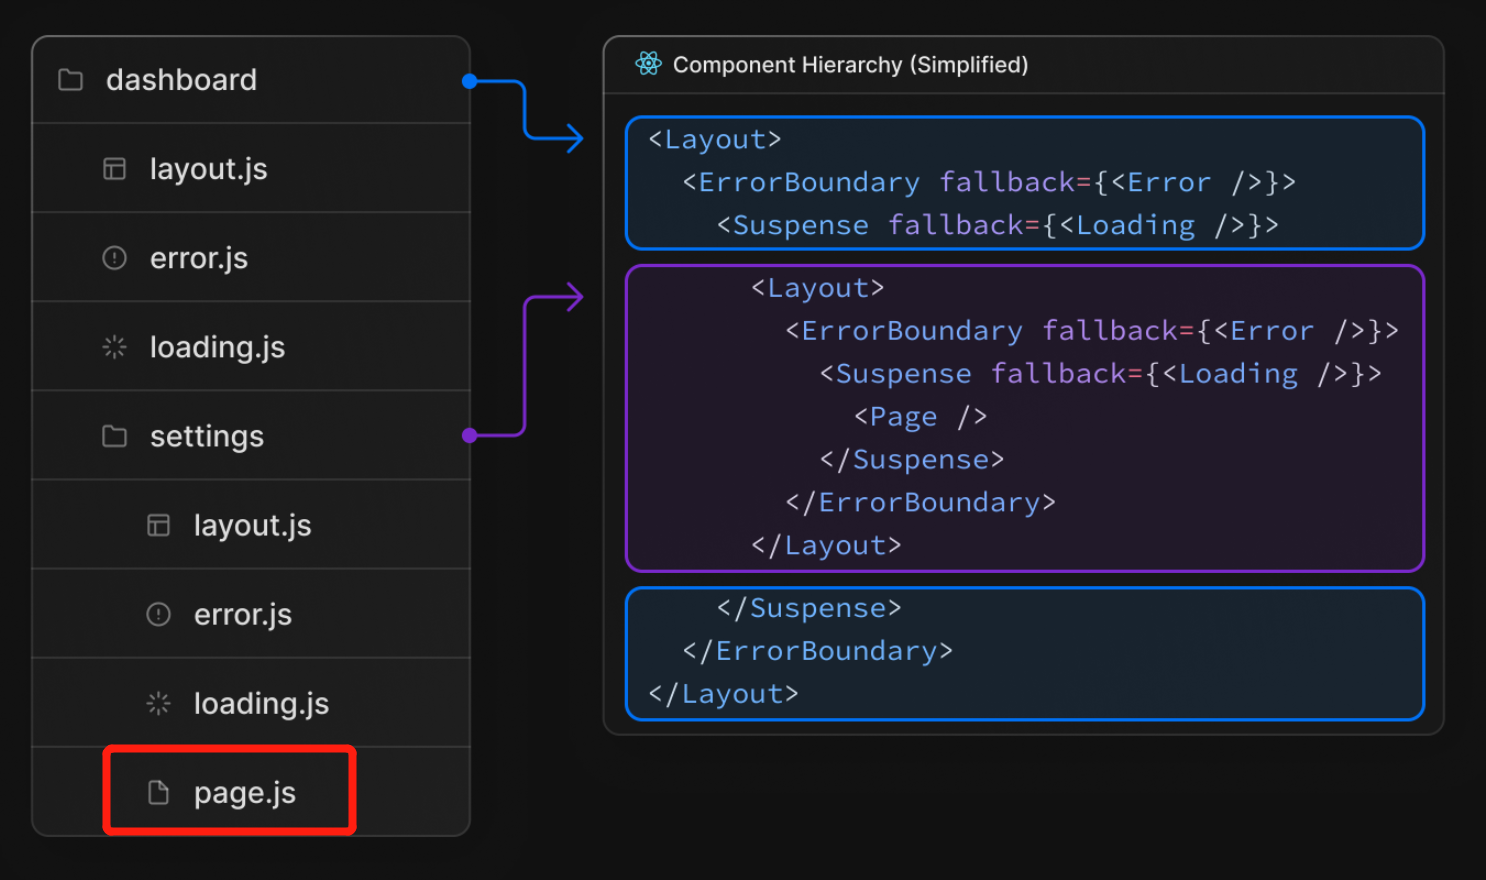 dashboard
layout.js
error.js
loading.js
settings
layout.js
error.js
loading.js
page.js
Component Hierarchy (Simplified)
<Layout>
<ErrorBoundary fallback={<Error />}>
<Suspense fallback={<Loading />}>
<Layout>
<ErrorBoundary fallback={<Error />}>
<Suspense fallback={<Loading />}>
<Page />
</Suspense>
</ErrorBoundary>
</Layout>
</Suspense>
</ErrorBoundary>
</Layout>